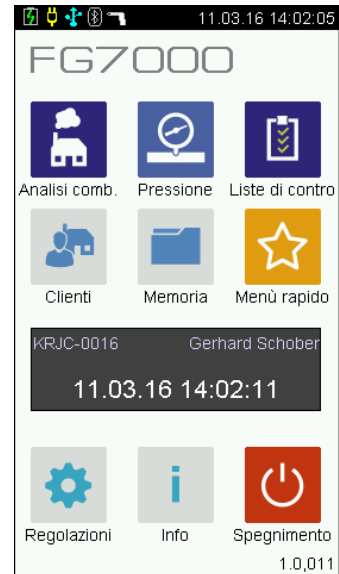 11.03.16 14:02:05
FG7000
Analisi comb. Pressione Liste di contro
Clienti Memoria Menù rapido
KRJC-0016 Gerhard Schober
11.03.16 14:02:11
Regolazioni Info Spegnimento
1.0,011